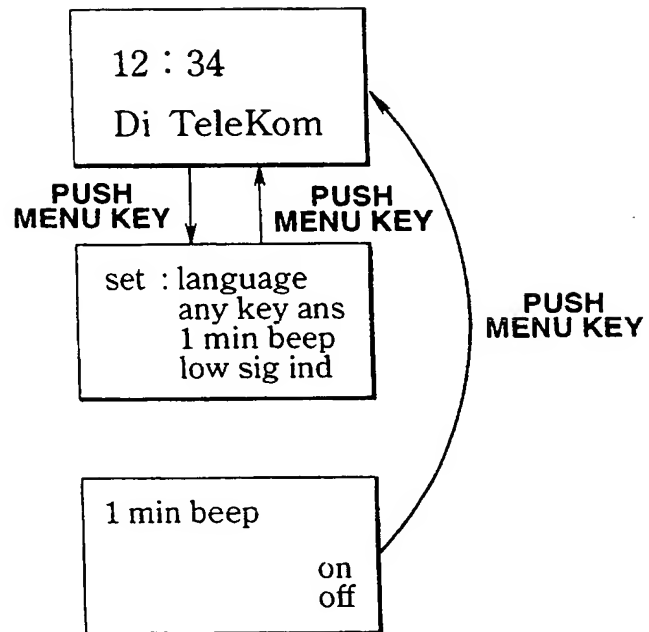 12 : 34
Di TeleKom
PUSH
MENU KEY
PUSH
MENU KEY
set : language
any key ans
1 min beep
low sig ind
PUSH
MENU KEY
1 min beep
on
off